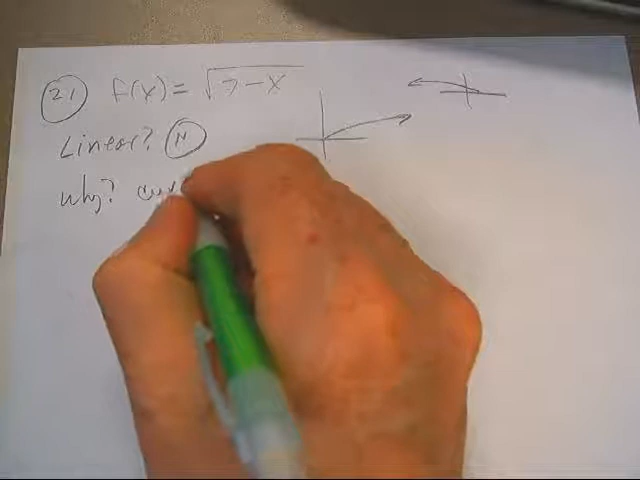 21 f(x) = √7-x
Linear? N
Why?